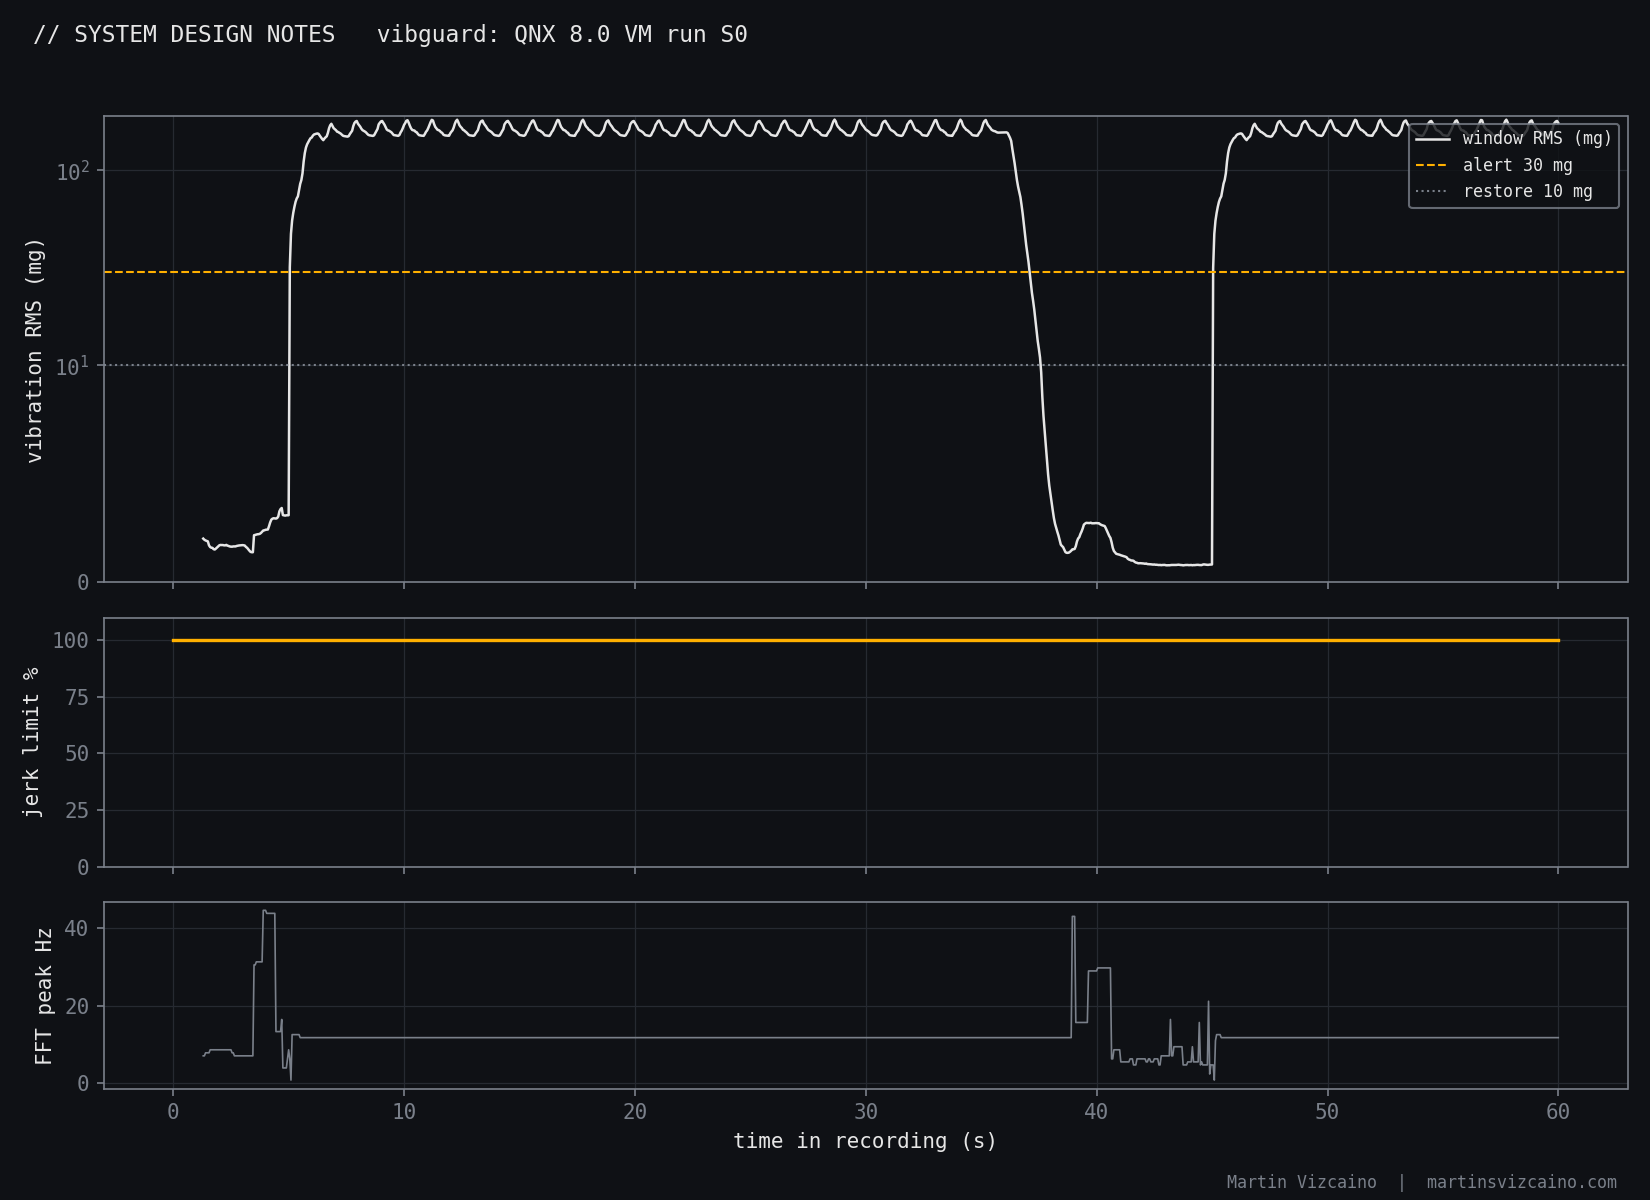 // SYSTEM DESIGN NOTES   vibguard: QNX 8.0 VM run S0
vibration RMS (mg)
10²
10¹
0
window RMS (mg)
alert 30 mg
restore 10 mg
jerk limit %
100
75
50
25
0
FFT peak Hz
40
20
0
0 10 20 30 40 50 60
time in recording (s)
Martin Vizcaino | martinsvizcaino.com